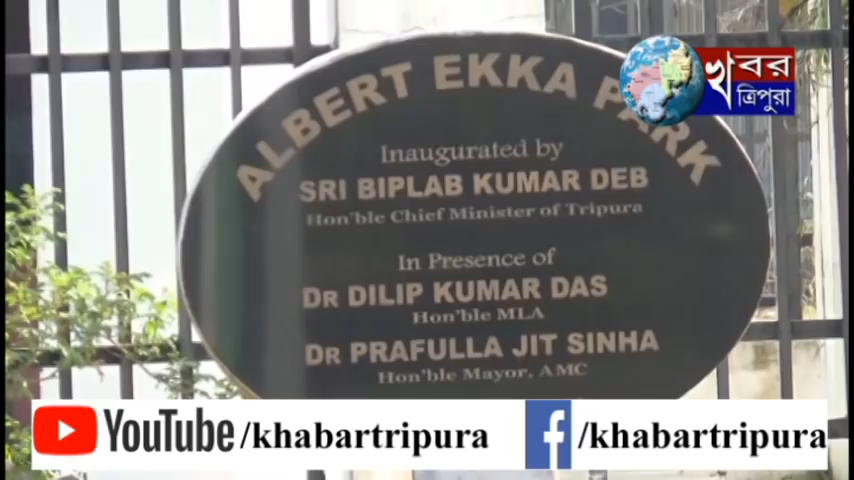 ALBERT EKKA PARK
খবর
ত্রিপুরা
Inaugurated by
SRI BIPLAB KUMAR DEB
HON'BLE CHIEF MINISTER OF TRIPURA
In Presence of
DR DILIP KUMAR DAS
HON'BLE MLA
DR PRAFULLA JIT SINHA
HON'BLE MAYOR, AMC
YouTube/khabartripura
f/khabartripura